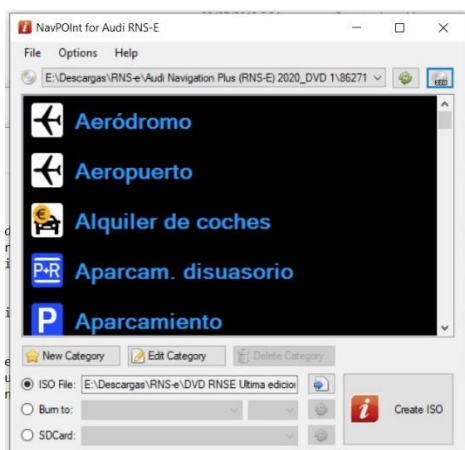 NavPOInt for Audi RNS-E
File Options Help
E:\Descargas\RNS-e\Audi Navigation Plus (RNS-E) 2020_DVD 1\86271
Aeródromo
Aeropuerto
Alquiler de coches
P+R Aparcam. disuasorio
P Aparcamiento
New Category Edit Category Delete Category
ISO File: E:\Descargas\RNS-e\DVD RNSE Ultima edicion
Burn to:
SDCard:
Create ISO